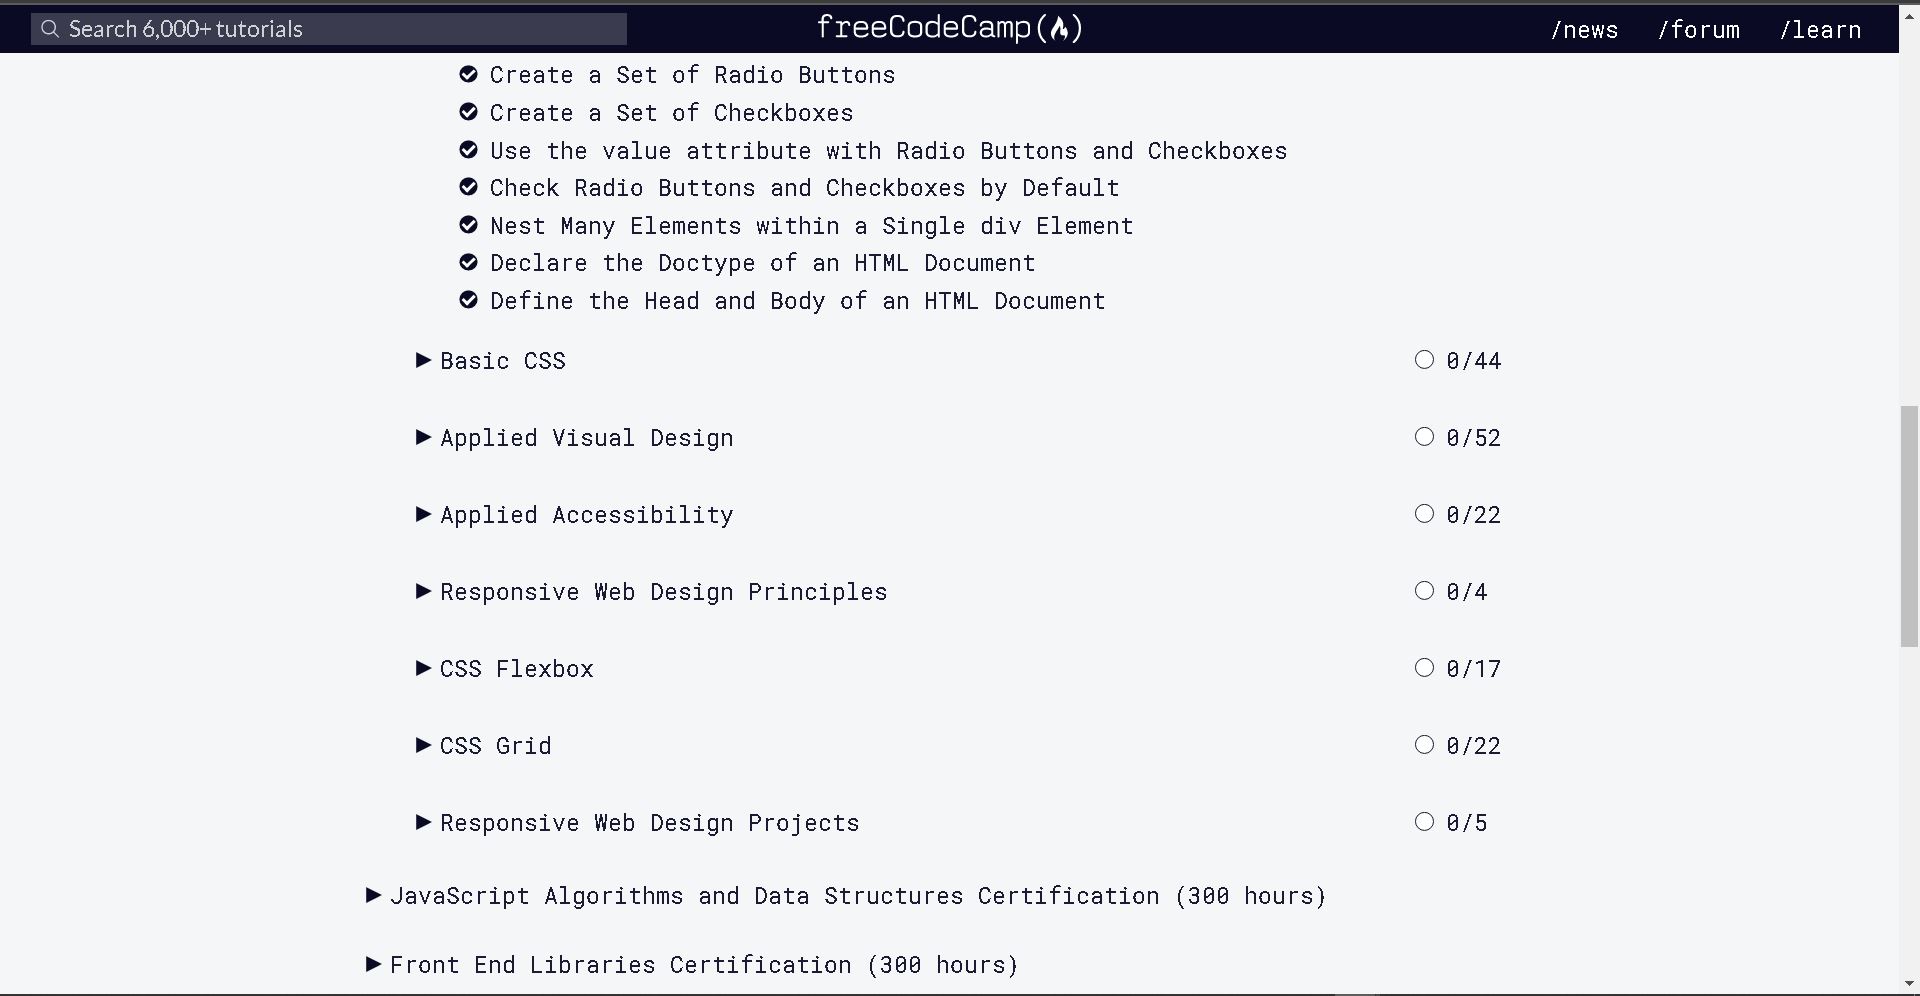 Search 6,000+ tutorials
freeCodeCamp
/news /forum /learn
Create a Set of Radio Buttons
Create a Set of Checkboxes
Use the value attribute with Radio Buttons and Checkboxes
Check Radio Buttons and Checkboxes by Default
Nest Many Elements within a Single div Element
Declare the Doctype of an HTML Document
Define the Head and Body of an HTML Document
Basic CSS 0/44
Applied Visual Design 0/52
Applied Accessibility 0/22
Responsive Web Design Principles 0/4
CSS Flexbox 0/17
CSS Grid 0/22
Responsive Web Design Projects 0/5
JavaScript Algorithms and Data Structures Certification (300 hours)
Front End Libraries Certification (300 hours)